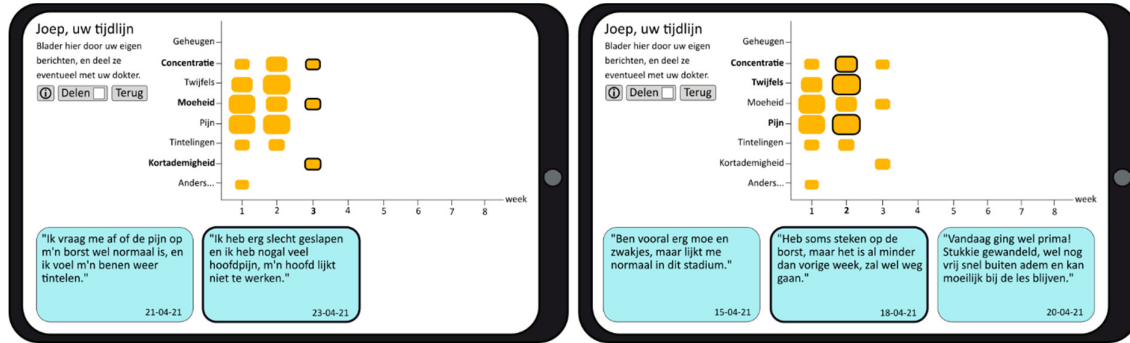 Joep, uw tijdlijn
Blader hier door uw eigen
berichten, en deel ze
eventueel met uw dokter.
Delen Terug
Geheugen
Concentratie
Twijfels
Moeheid
Pijn
Tintelingen
Kortademigheid
Anders...
week
1 2 3 4 5 6 7 8
"Ik vraag me af of de pijn op
m'n borst wel normaal is, en
ik voel m'n benen weer
tintelen."
21-04-21
"Ik heb erg slecht geslapen
en ik heb nogal veel
hoofdpijn, m'n hoofd lijkt
niet te werken."
23-04-21
Joep, uw tijdlijn
Blader hier door uw eigen
berichten, en deel ze
eventueel met uw dokter.
Delen Terug
Geheugen
Concentratie
Twijfels
Moeheid
Pijn
Tintelingen
Kortademigheid
Anders...
week
1 2 3 4 5 6 7 8
"Ben vooral erg moe en
zwakjes, maar lijkt me
normaal in dit stadium."
15-04-21
"Heb soms steken op de
borst, maar het is al minder
dan vorige week, zal wel weg
gaan."
18-04-21
"Vandaag ging wel prima!
Stukkie gewandeld, wel nog
vrij snel buiten adem en kan
moeilijk bij de les blijven."
20-04-21